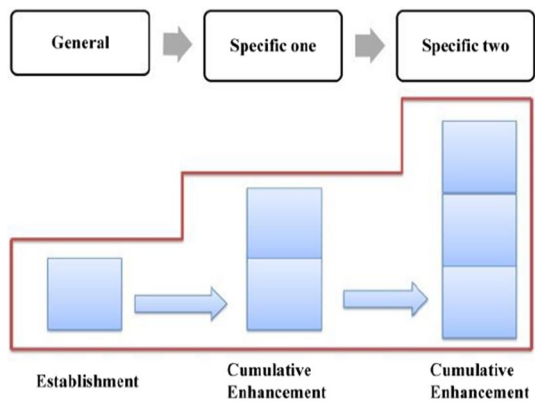 General
Specific one
Specific two
Establishment
Cumulative
Enhancement
Cumulative
Enhancement